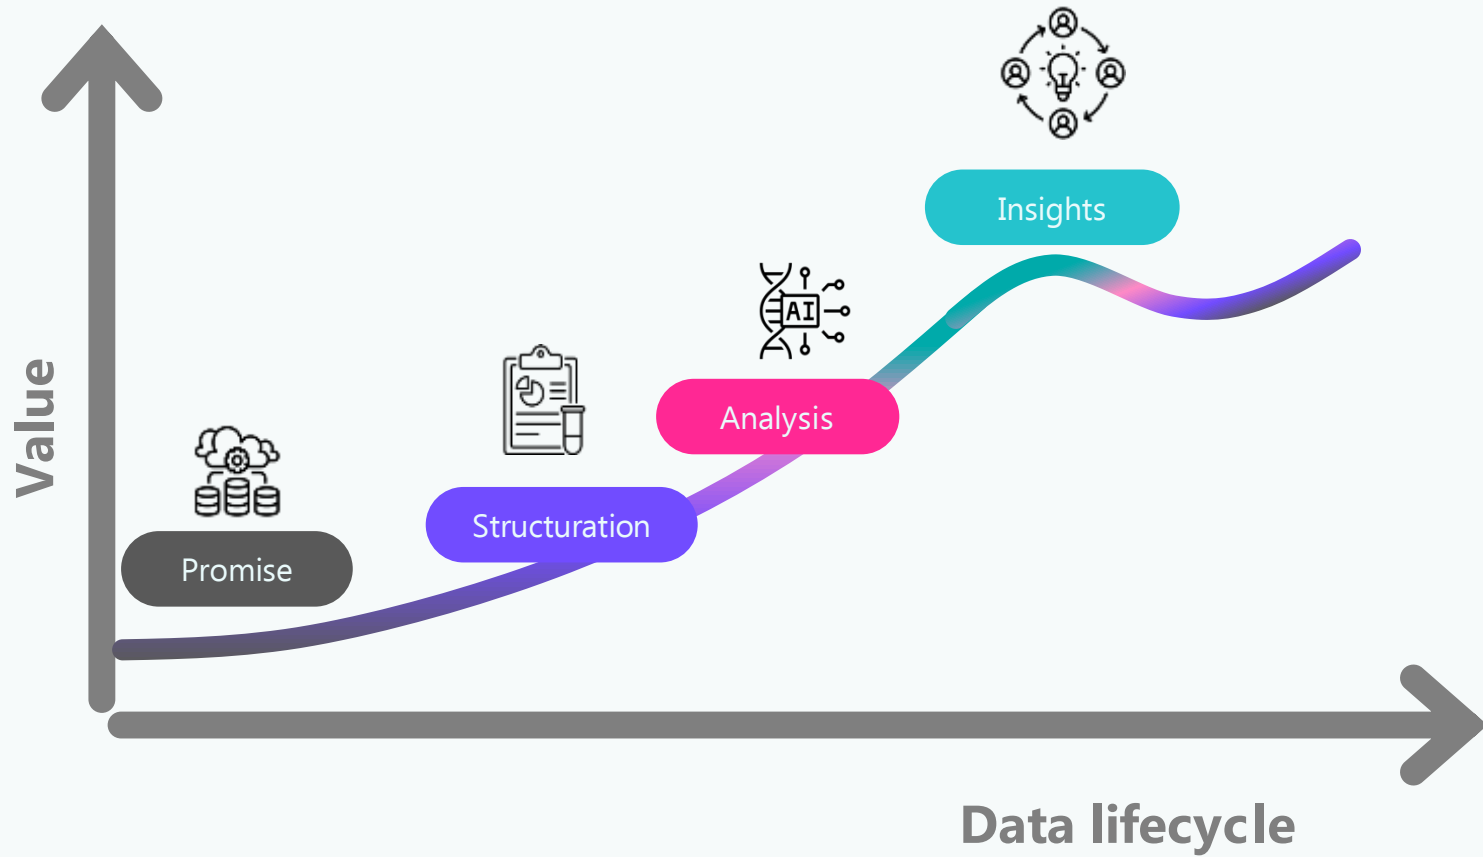 Insights
AI
Analysis
Value
Structuration
Promise
Data lifecycle